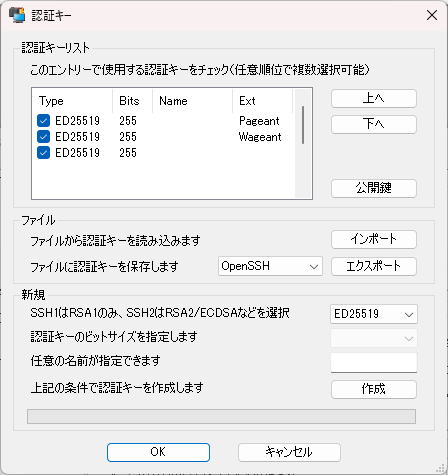 認証キー
認証キーリスト
このエントリーで使用する認証キーをチェック(任意順位で複数選択可能)
Type Bits Name Ext
ED25519 255 Pageant
ED25519 255 Wageant
ED25519 255
上へ
下へ
公開鍵
ファイル
ファイルから認証キーを読み込みます インポート
ファイルに認証キーを保存します OpenSSH エクスポート
新規
SSH1はRSA1のみ、SSH2はRSA2/ECDSAなどを選択 ED25519
認証キーのビットサイズを指定します
任意の名前が指定できます
上記の条件で認証キーを作成します 作成
OK キャンセル